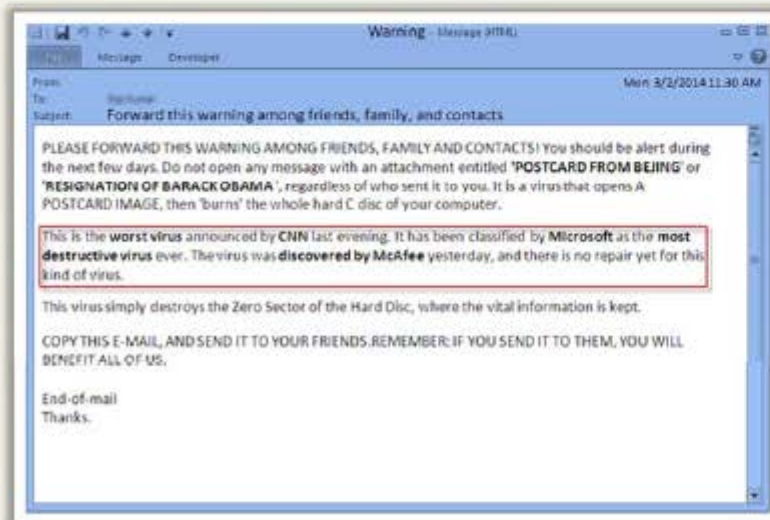 Warning - Message (HTML)
Message Developer
From:
Mon 3/2/2014 11:30 AM
To:
Subject: Forward this warning among friends, family, and contacts
PLEASE FORWARD THIS WARNING AMONG FRIENDS, FAMILY AND CONTACTS! You should be alert during
the next few days. Do not open any message with an attachment entitled 'POSTCARD FROM BEJING' or
'RESIGNATION OF BARACK OBAMA', regardless of who sent it to you. It is a virus that opens A
POSTCARD IMAGE, then 'burns' the whole hard C disc of your computer.
This is the worst virus announced by CNN last evening. It has been classified by Microsoft as the most
destructive virus ever. The virus was discovered by McAfee yesterday, and there is no repair yet for this
kind of virus.
This virus simply destroys the Zero Sector of the Hard Disc, where the vital information is kept.
COPY THIS E-MAIL, AND SEND IT TO YOUR FRIENDS.REMEMBER: IF YOU SEND IT TO THEM, YOU WILL
BENEFIT ALL OF US.
End-of-mail
Thanks.